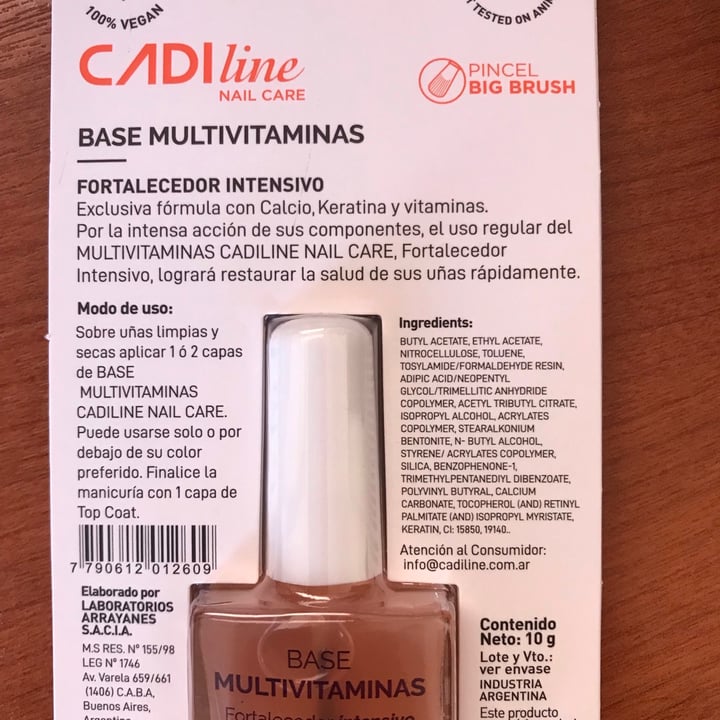 100% VEGAN
TESTED ON ANIM
CADIline
NAIL CARE
PINCEL
BIG BRUSH
BASE MULTIVITAMINAS
FORTALECEDOR INTENSIVO
Exclusiva fórmula con Calcio, Keratina y vitaminas.
Por la intensa acción de sus componentes, el uso regular del
MULTIVITAMINAS CADILINE NAIL CARE, Fortalecedor
Intensivo, logrará restaurar la salud de sus uñas rápidamente.
Modo de uso:
Sobre uñas limpias y
secas aplicar 1 ó 2 capas
de BASE
MULTIVITAMINAS
CADILINE NAIL CARE.
Puede usarse solo o por
debajo de su color
preferido. Finalice la
manicuría con 1 capa de
Top Coat.
7 790612 012609
Elaborado por
LABORATORIOS
ARRAYANES
S.A.C.I.A.
M.S RES. N° 155/98
LEG N° 1746
Av. Varela 659/661
(1406) C.A.B.A,
Buenos Aires,
Argentina
Ingredients:
BUTYL ACETATE, ETHYL ACETATE,
NITROCELLULOSE, TOLUENE,
TOSYLAMIDE/FORMALDEHYDE RESIN,
ADIPIC ACID/NEOPENTYL
GLYCOL/TRIMELLITIC ANHYDRIDE
COPOLYMER, ACETYL TRIBUTYL CITRATE,
ISOPROPYL ALCOHOL, ACRYLATES
COPOLYMER, STEARALKONIUM
BENTONITE, N- BUTYL ALCOHOL,
STYRENE/ ACRYLATES COPOLYMER,
SILICA, BENZOPHENONE-1,
TRIMETHYLPENTANEDIYL DIBENZOATE,
POLYVINYL BUTYRAL, CALCIUM
CARBONATE, TOCOPHEROL (AND) RETINYL
PALMITATE (AND) ISOPROPYL MYRISTATE,
KERATIN, CI: 15850, 19140..
Atención al Consumidor:
info@cadiline.com.ar
BASE
MULTIVITAMINAS
Fortalecedor intensivo
Contenido
Neto: 10 g
Lote y Vto.:
ver envase
INDUSTRIA
ARGENTINA
Este producto